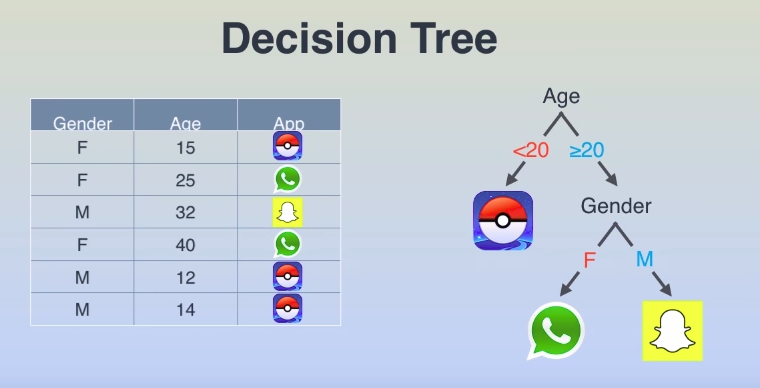 Decision Tree
Gender Age App
F 15
F 25
M 32
F 40
M 12
M 14
Age
<20 ≥20
Gender
F M